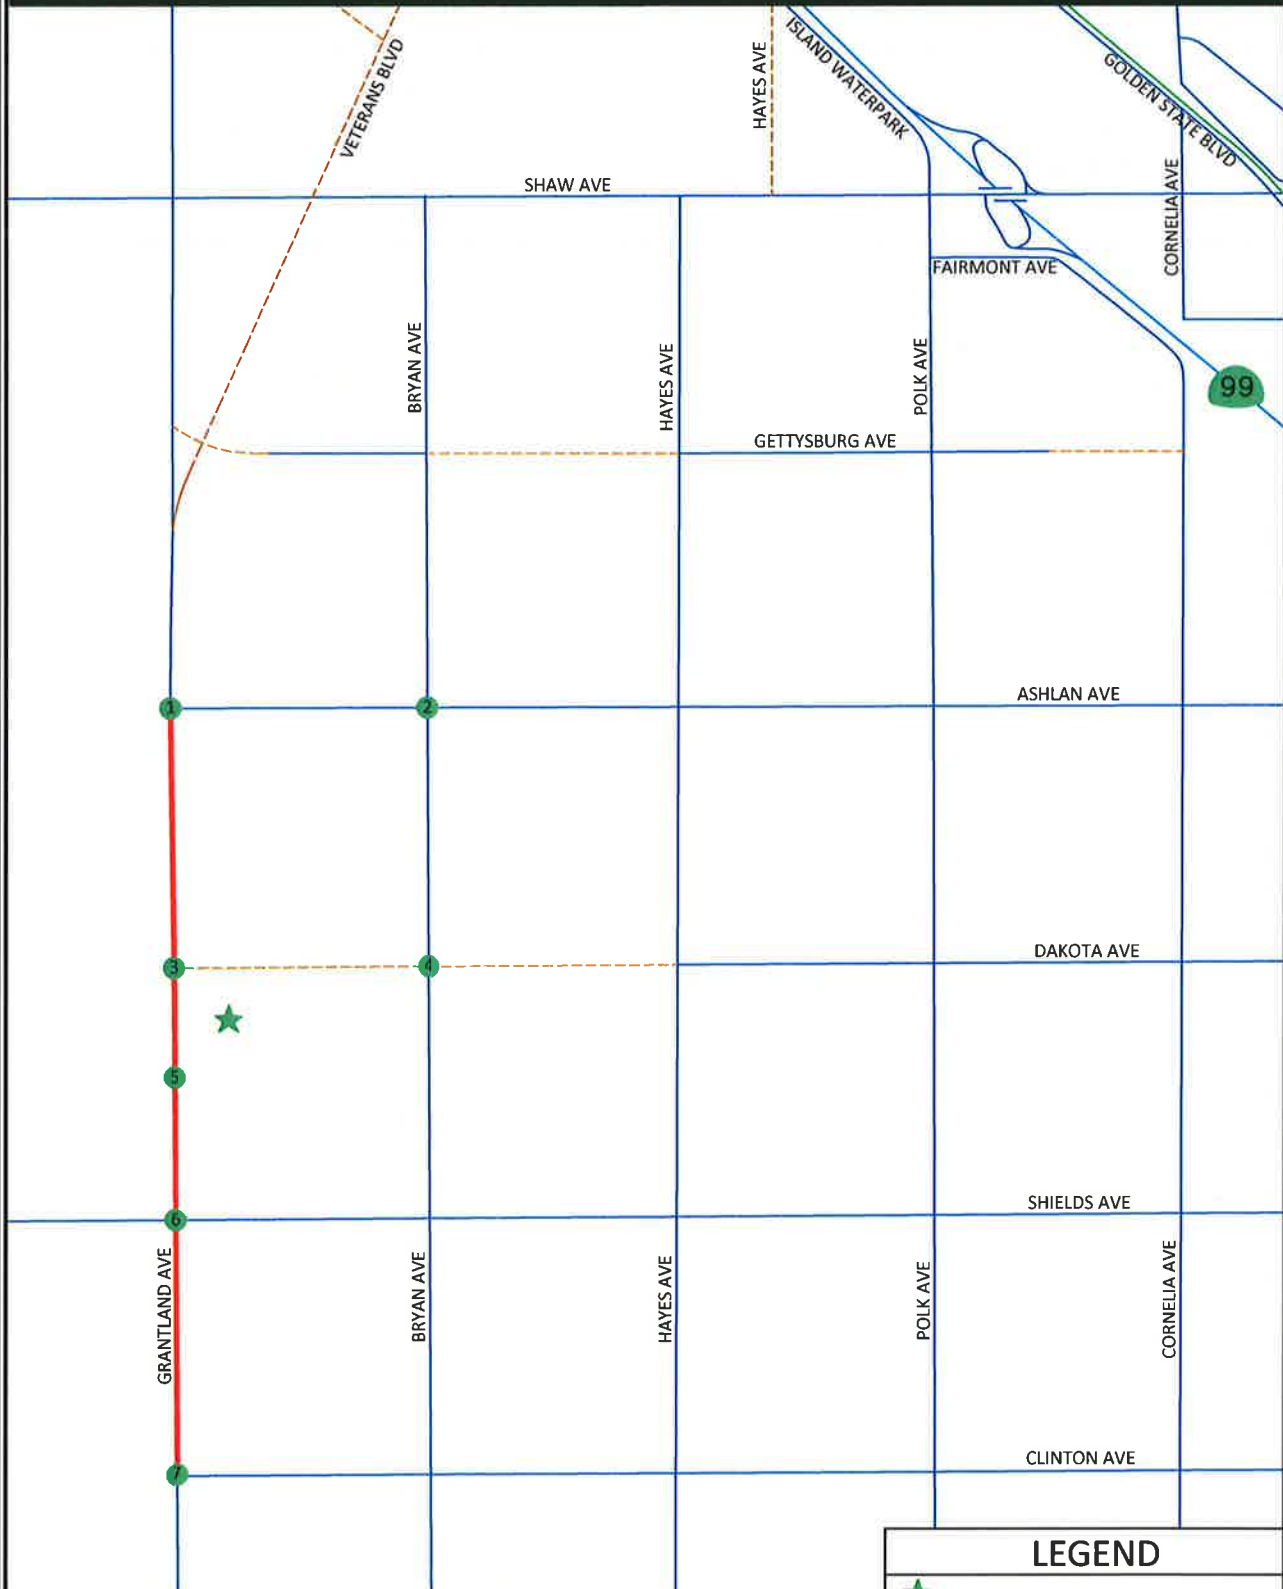 VETERANS BLVD
HAYES AVE
ISLAND WATERPARK
GOLDEN STATE BLVD
SHAW AVE
CORNELIA AVE
FAIRMONT AVE
BRYAN AVE
HAYES AVE
POLK AVE
99
GETTYSBURG AVE
ASHLAN AVE
1
2
DAKOTA AVE
3
4
5
SHIELDS AVE
6
GRANTLAND AVE
BRYAN AVE
HAYES AVE
POLK AVE
CORNELIA AVE
CLINTON AVE
7
LEGEND